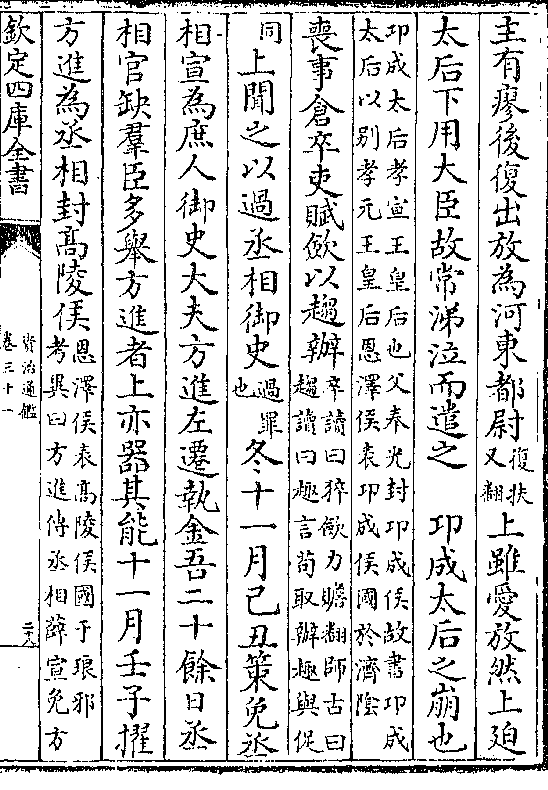 主有瘳後復出放為河東都尉復扶又翻上雖愛放然上廹
太后下用大臣故常涕泣而遣之 卭成太后之崩也
卭成太后孝宣王皇后也父奉光封卭成侯故書卭成
太后以别孝元王皇后恩澤侯表卭成侯國於濟隂
喪事倉卒吏賦斂以趨辦卒讀曰猝斂力贍翻師古曰趨讀曰趣言苟取辦趣與促
同上聞之以過丞相御史過罪也冬十一月己丑策免丞
相宣為庶人御史大夫方進左遷執金吾二十餘日丞
相官缺羣臣多舉方進者上亦器其能十一月壬子擢
方進為丞相封高陵侯恩澤侯表高陵侯國于琅邪考異曰方進傳丞相薛宣免方
欽定四庫全書
資治通鑑
卷三十一
二八